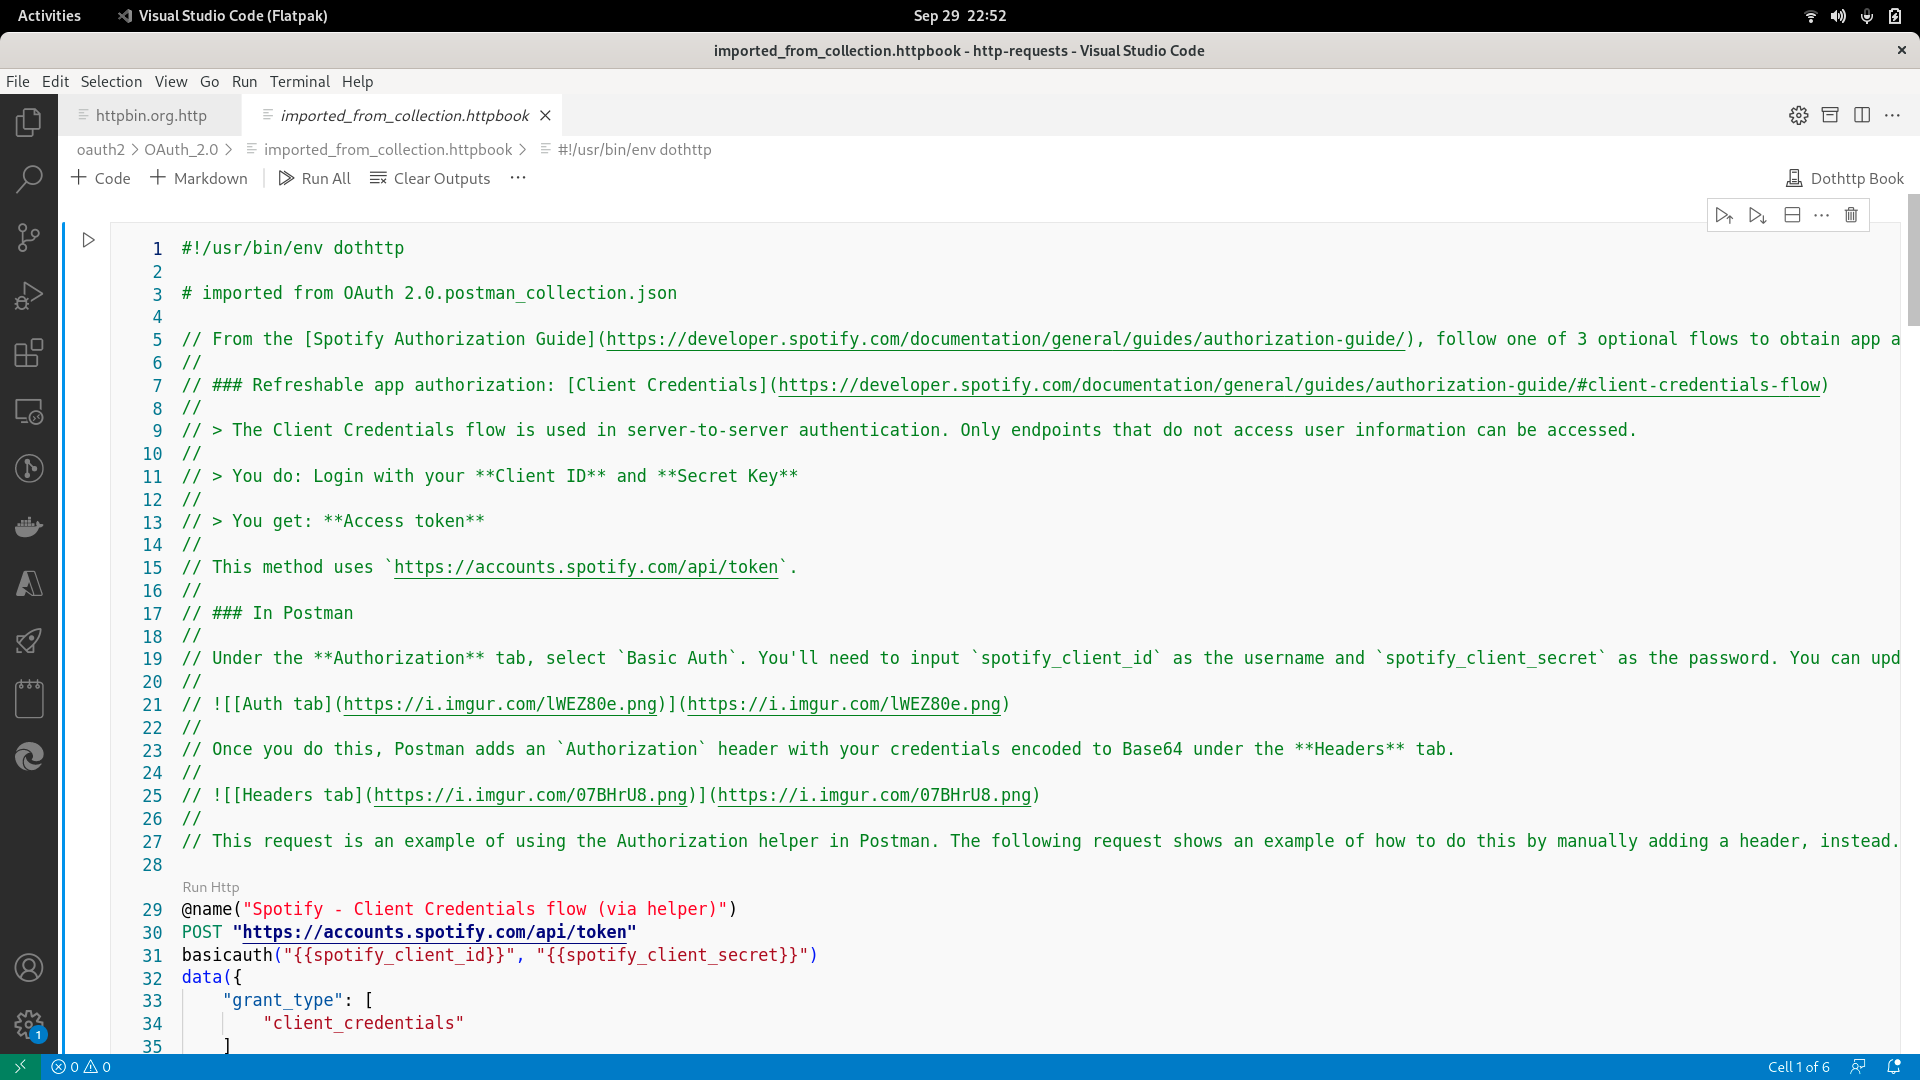 Activities Visual Studio Code (Flatpak) Sep 29 22:52
imported_from_collection.httpbook - http-requests - Visual Studio Code
File Edit Selection View Go Run Terminal Help
httpbin.org.http imported_from_collection.httpbook
oauth2 > OAuth_2.0 > imported_from_collection.httpbook > #!/usr/bin/env dothttp
+ Code + Markdown Run All Clear Outputs ··· Dothttp Book
1 #!/usr/bin/env dothttp
2
3 # imported from OAuth 2.0.postman_collection.json
4
5 // From the [Spotify Authorization Guide](https://developer.spotify.com/documentation/general/guides/authorization-guide/), follow one of 3 optional flows to obtain app a
6 //
7 // ### Refreshable app authorization: [Client Credentials](https://developer.spotify.com/documentation/general/guides/authorization-guide/#client-credentials-flow)
8 //
9 // > The Client Credentials flow is used in server-to-server authentication. Only endpoints that do not access user information can be accessed.
10 //
11 // > You do: Login with your **Client ID** and **Secret Key**
12 //
13 // > You get: **Access token**
14 //
15 // This method uses `https://accounts.spotify.com/api/token`.
16 //
17 // ### In Postman
18 //
19 // Under the **Authorization** tab, select `Basic Auth`. You'll need to input `spotify_client_id` as the username and `spotify_client_secret` as the password. You can upd
20 //
21 // ![[Auth tab](https://i.imgur.com/lWEZ80e.png)](https://i.imgur.com/lWEZ80e.png)
22 //
23 // Once you do this, Postman adds an `Authorization` header with your credentials encoded to Base64 under the **Headers** tab.
24 //
25 // ![[Headers tab](https://i.imgur.com/07BHrU8.png)](https://i.imgur.com/07BHrU8.png)
26 //
27 // This request is an example of using the Authorization helper in Postman. The following request shows an example of how to do this by manually adding a header, instead.
28
Run Http
29 @name("Spotify - Client Credentials flow (via helper)")
30 POST "https://accounts.spotify.com/api/token"
31 basicauth("{{spotify_client_id}}", "{{spotify_client_secret}}")
32 data({
33     "grant_type": [
34         "client_credentials"
35     ]
1
0 0 Cell 1 of 6